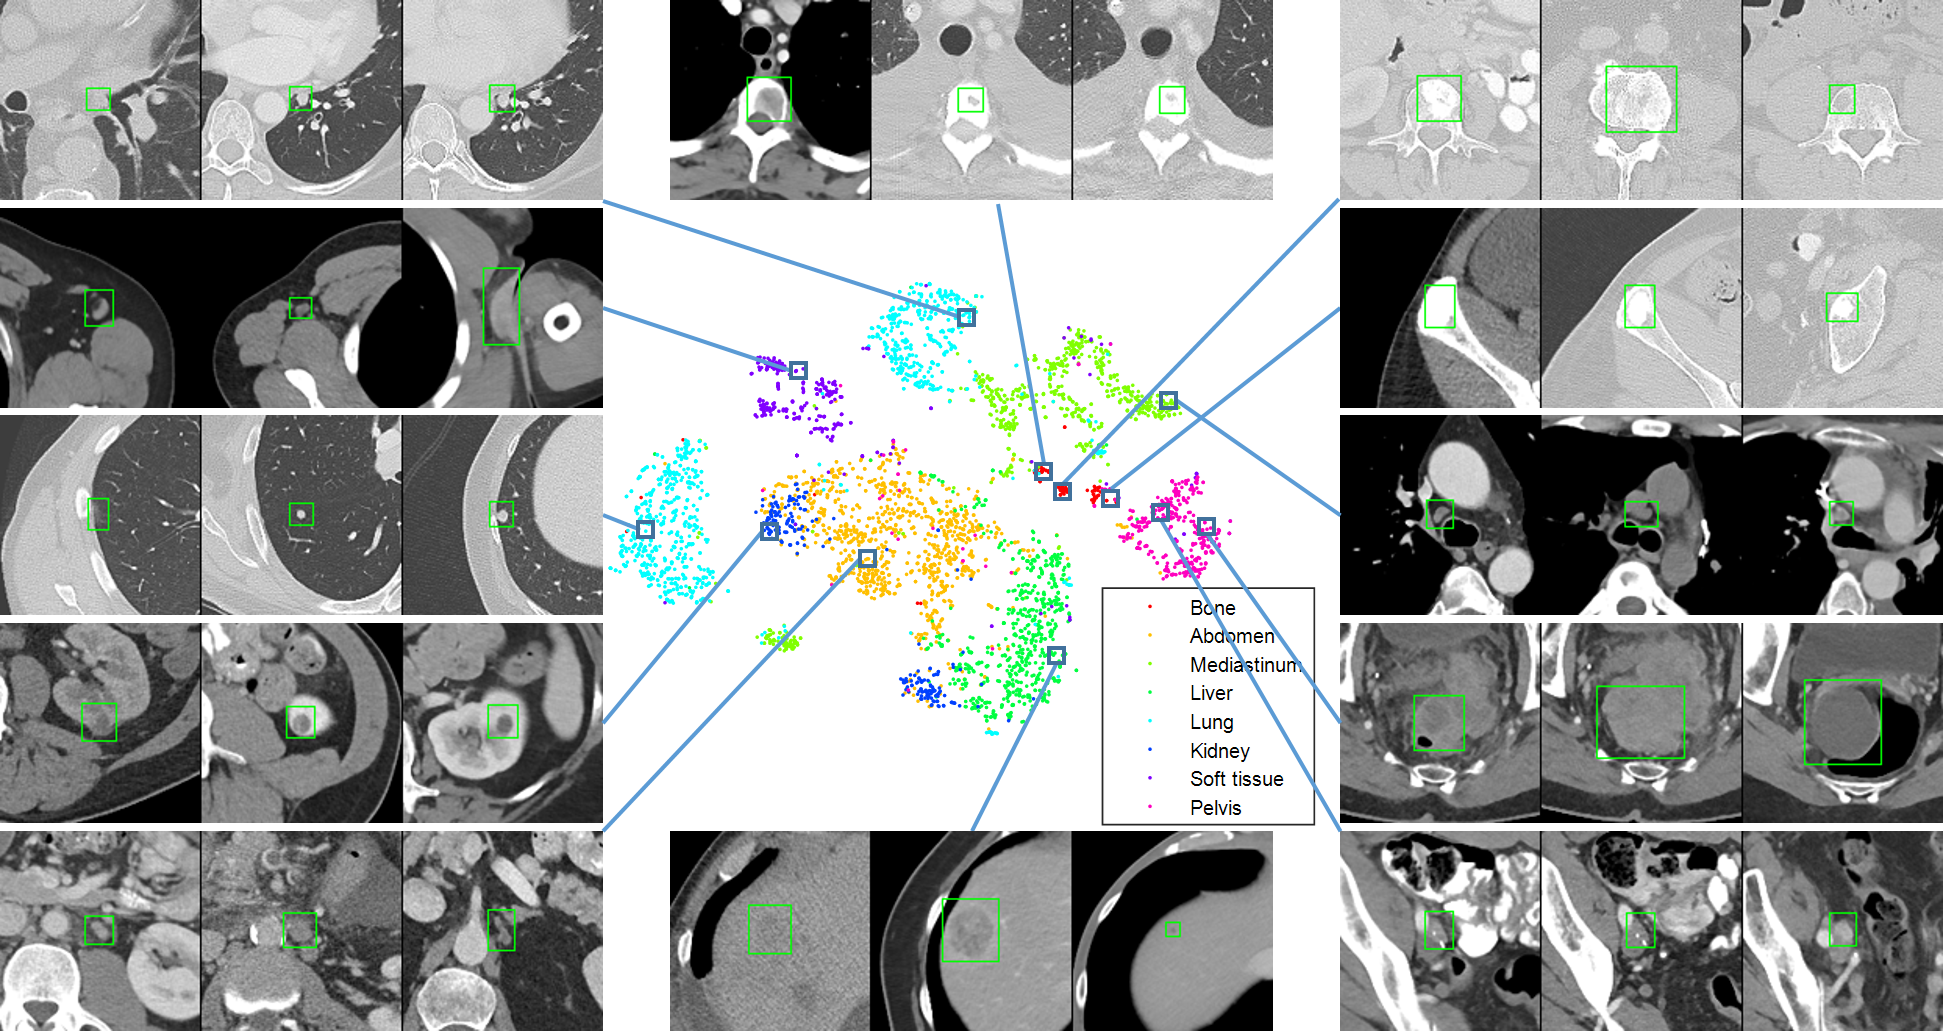 Bone
Abdomen
Mediastinum
Liver
Lung
Kidney
Soft tissue
Pelvis